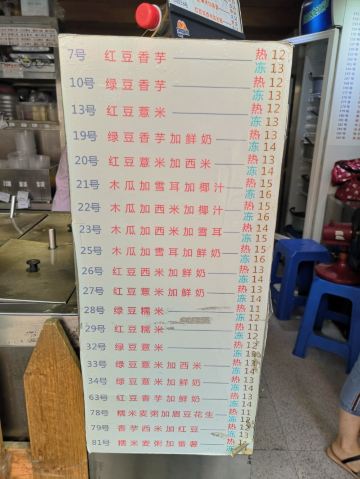 7号 红豆香芋 热 12
冻 13
10号 绿豆香芋 热 12
冻 13
13号 红豆薏米 热 12
冻 13
19号 绿豆香芋加鲜奶 热 13
冻 14
20号 红豆薏米加西米 热 13
冻 14
21号 木瓜加雪耳加椰汁 热 15
冻 16
22号 木瓜加西米加椰汁 热 15
冻 16
23号 木瓜加西米加雪耳 热 14
冻 15
25号 木瓜加雪耳加鲜奶 热 15
冻 16
26号 红豆西米加鲜奶 热 13
冻 14
27号 红豆薏米加鲜奶 热 13
冻 14
28号 绿豆糯米 热 11
冻 12
29号 红豆糯米 热 11
冻 12
32号 绿豆薏米 热 11
33号 绿豆薏米加西米 热 13
冻 14
34号 绿豆薏米加鲜奶 热 13
冻 14
63号 红豆香芋加鲜奶 热 13
冻 14
78号 糯米麦粥加眉豆花生 热 11
冻 12
79号 香芋西米加红豆 热 13
81号 糯米麦粥加番薯